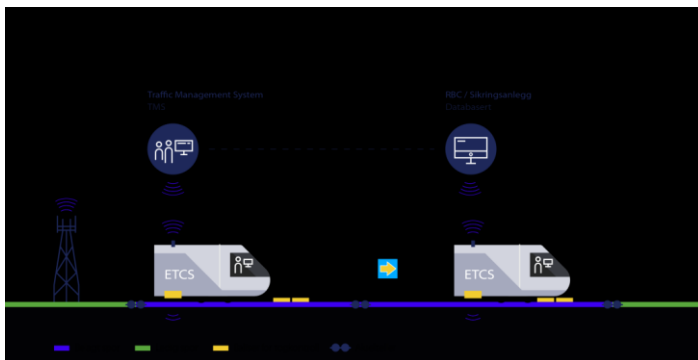 Traffic Management System
TMS
RBC / Sikringsanlegg
Databasert
ETCS
ETCS